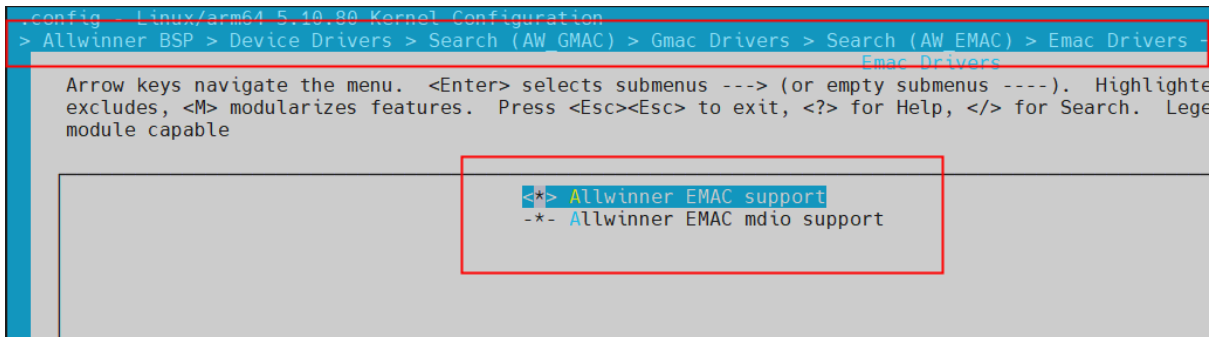 .config - Linux/arm64 5.10.80 Kernel Configuration
> Allwinner BSP > Device Drivers > Search (AW_GMAC) > Gmac Drivers > Search (AW_EMAC) > Emac Drivers -
Emac Drivers
Arrow keys navigate the menu. <Enter> selects submenus ---> (or empty submenus ----). Highlighte
excludes, <M> modularizes features. Press <Esc><Esc> to exit, <?> for Help, </> for Search. Lege
module capable
<*> Allwinner EMAC support
-*- Allwinner EMAC mdio support